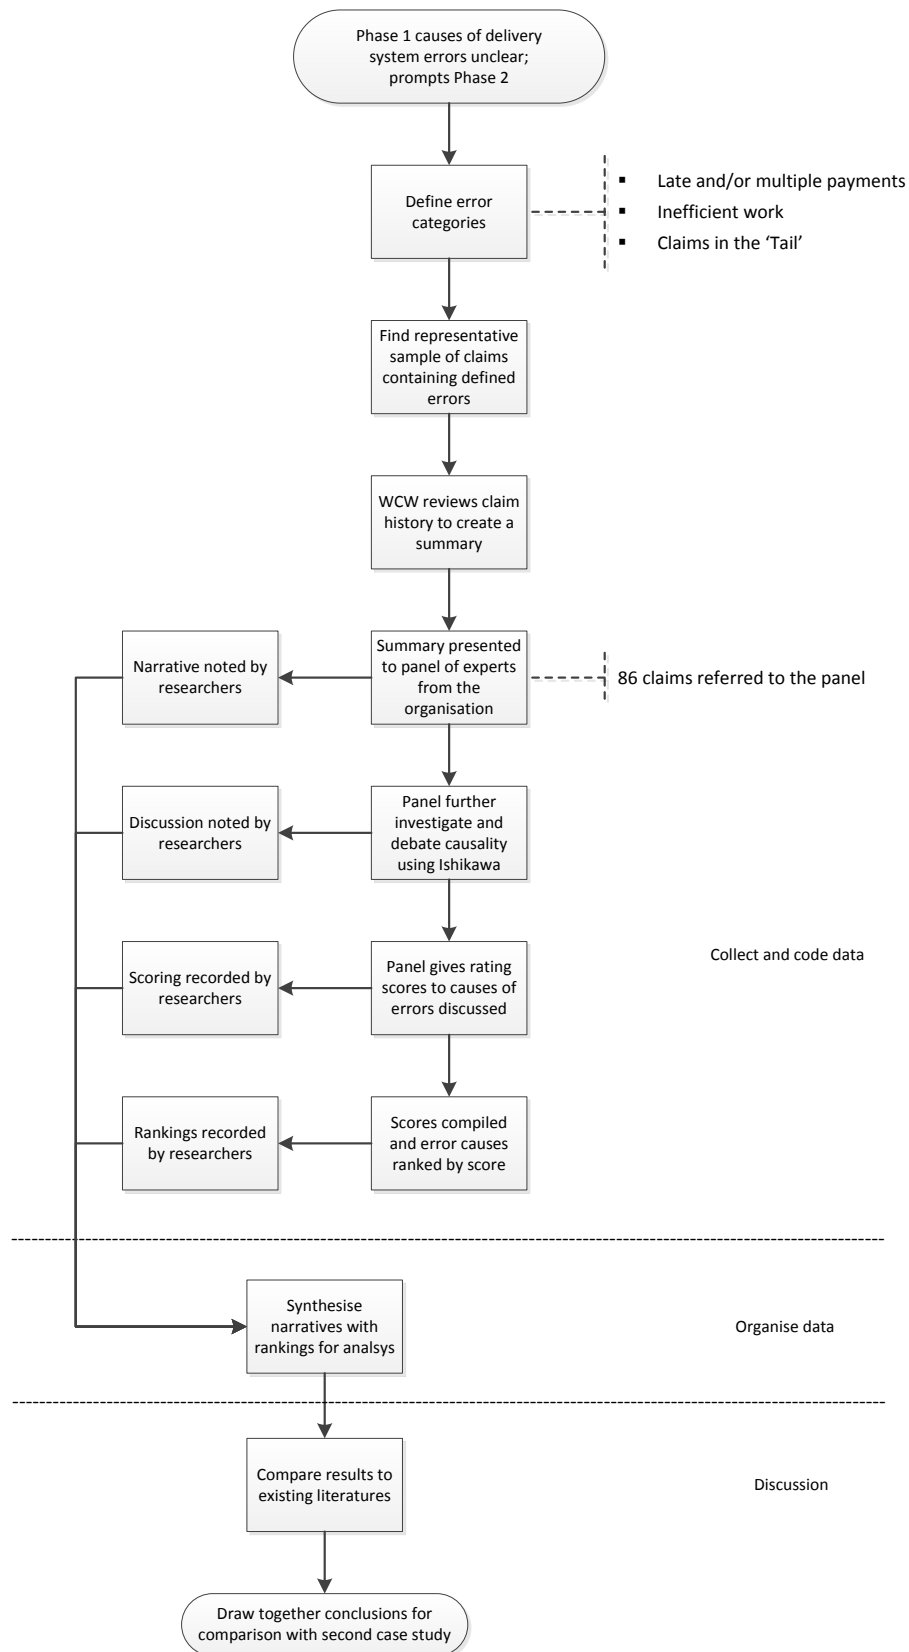 Phase 1 causes of delivery
system errors unclear;
prompts Phase 2
Define error
categories
▪ Late and/or multiple payments
▪ Inefficient work
▪ Claims in the ‘Tail’
Find representative
sample of claims
containing defined
errors
WCW reviews claim
history to create a
summary
Narrative noted by
researchers
Summary presented
to panel of experts
from the
organisation
86 claims referred to the panel
Discussion noted by
researchers
Panel further
investigate and
debate causality
using Ishikawa
Scoring recorded by
researchers
Panel gives rating
scores to causes of
errors discussed
Collect and code data
Rankings recorded
by researchers
Scores compiled
and error causes
ranked by score
Synthesise
narratives with
rankings for analsys
Organise data
Compare results to
existing literatures
Discussion
Draw together conclusions for
comparison with second case study